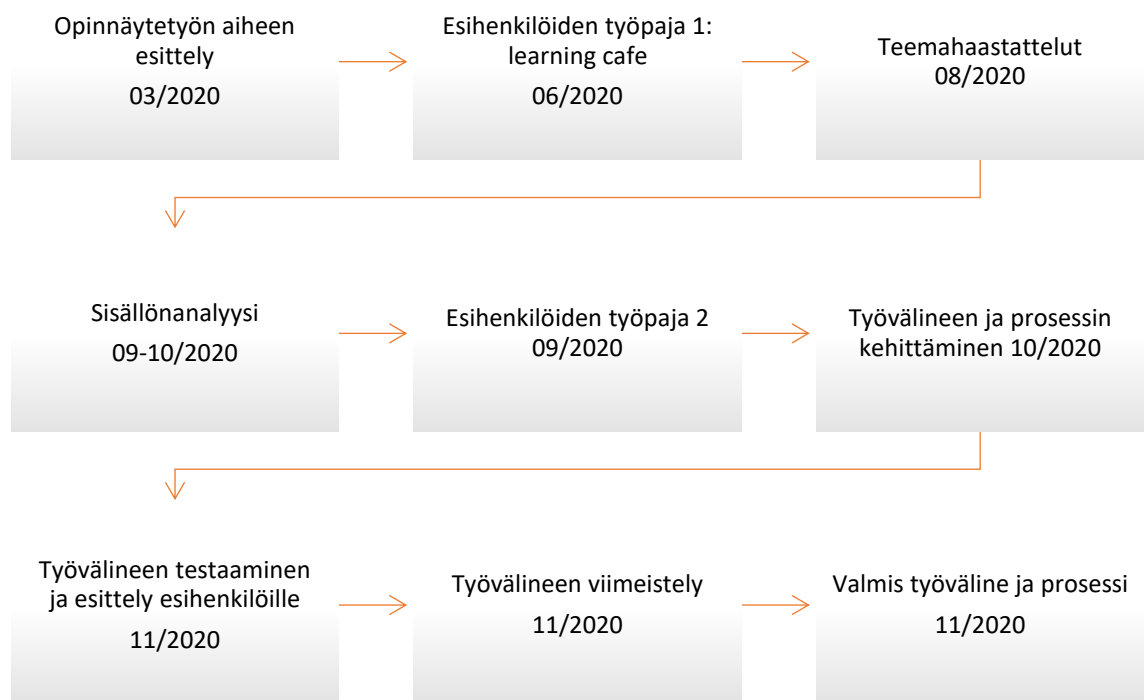 Opinnäytetyön aiheen
esittely
03/2020
Esihenkilöiden työpaja 1:
learning cafe
06/2020
Teemahaastattelut
08/2020
Sisällönanalyysi
09-10/2020
Esihenkilöiden työpaja 2
09/2020
Työvälineen ja prosessin
kehittäminen 10/2020
Työvälineen testaaminen
ja esittely esihenkilöille
11/2020
Työvälineen viimeistely
11/2020
Valmis työväline ja prosessi
11/2020